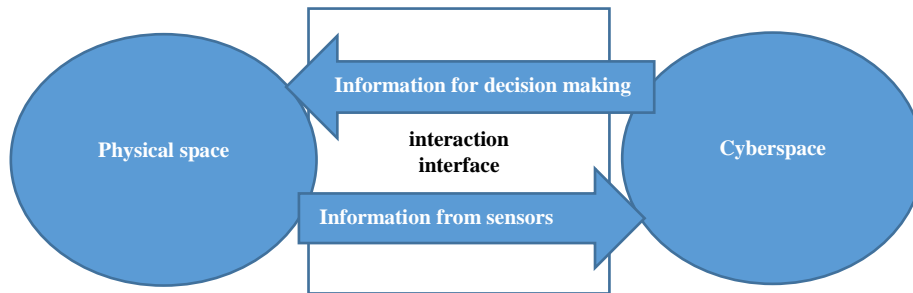 Information for decision making
Physical space
interaction
interface
Cyberspace
Information from sensors